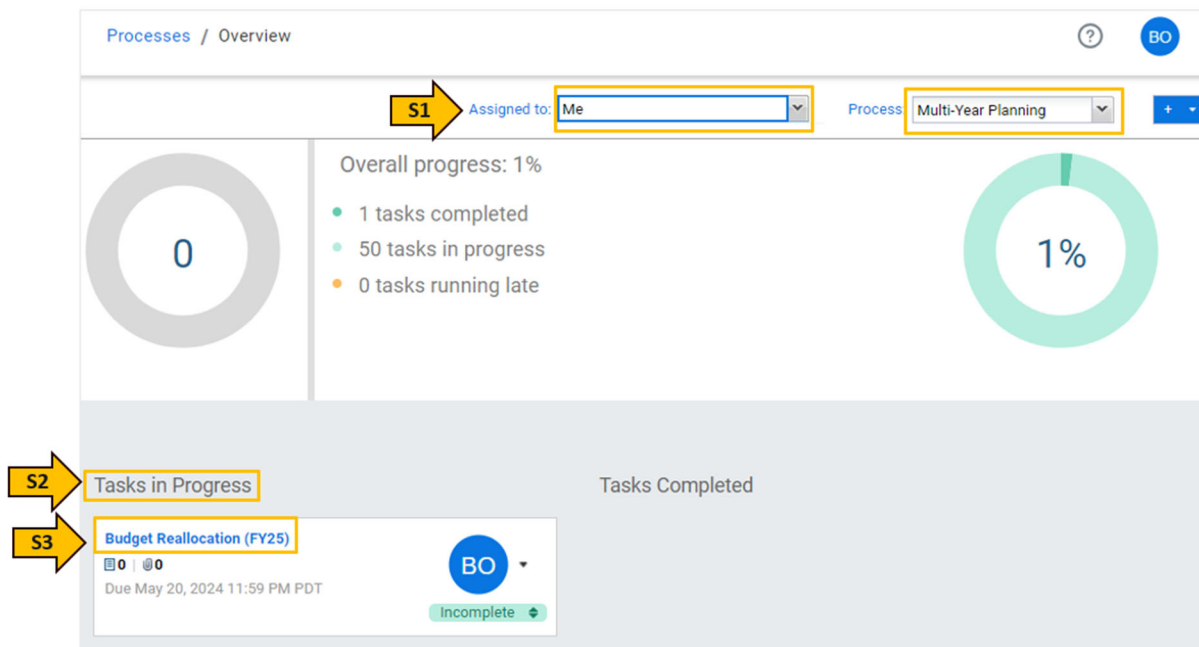 Processes / Overview
? BO
S1 Assigned to: Me Process Multi-Year Planning +
0
Overall progress: 1%
1 tasks completed
50 tasks in progress
0 tasks running late
1%
S2 Tasks in Progress Tasks Completed
S3 Budget Reallocation (FY25)
0 | 0
Due May 20, 2024 11:59 PM PDT
BO
Incomplete